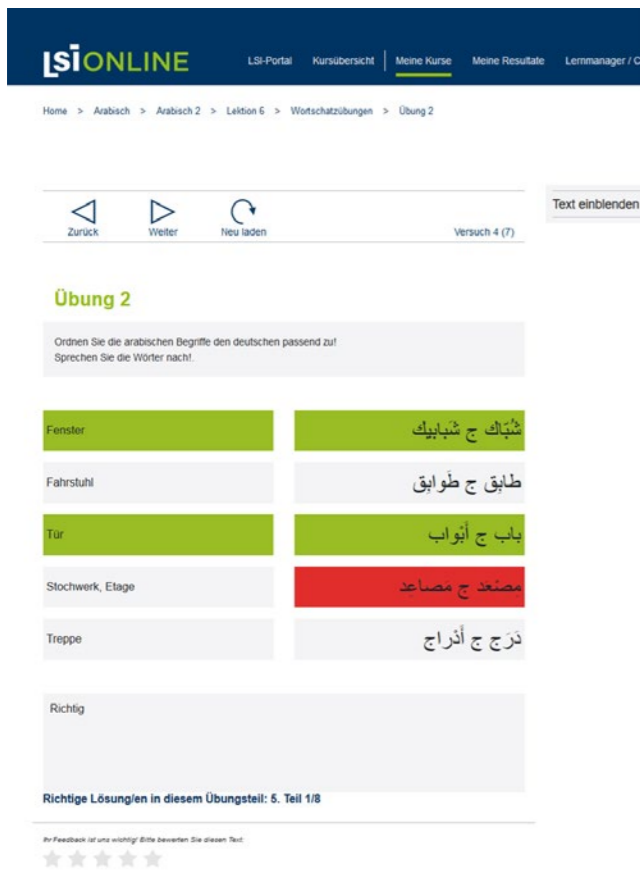 LSI ONLINE
LSI-Portal Kursübersicht Meine Kurse Meine Resultate Lernmanager / C
Home > Arabisch > Arabisch 2 > Lektion 6 > Wortschatzübungen > Übung 2
Text einblenden
Zurück Weiter Neu laden Versuch 4 (7)
Übung 2
Ordnen Sie die arabischen Begriffe den deutschen passend zu!
Sprechen Sie die Wörter nach!.
Fenster شُبّاك ج شَبابيك
Fahrstuhl طابِق ج طَوابِق
Tür باب ج أَبْواب
Stochwerk, Etage مِصْعَد ج مَصاعِد
Treppe دَرَج ج أَدْراج
Richtig
Richtige Lösung/en in diesem Übungsteil: 5. Teil 1/8
Ihr Feedback ist uns wichtig! Bitte bewerten Sie diesen Text: